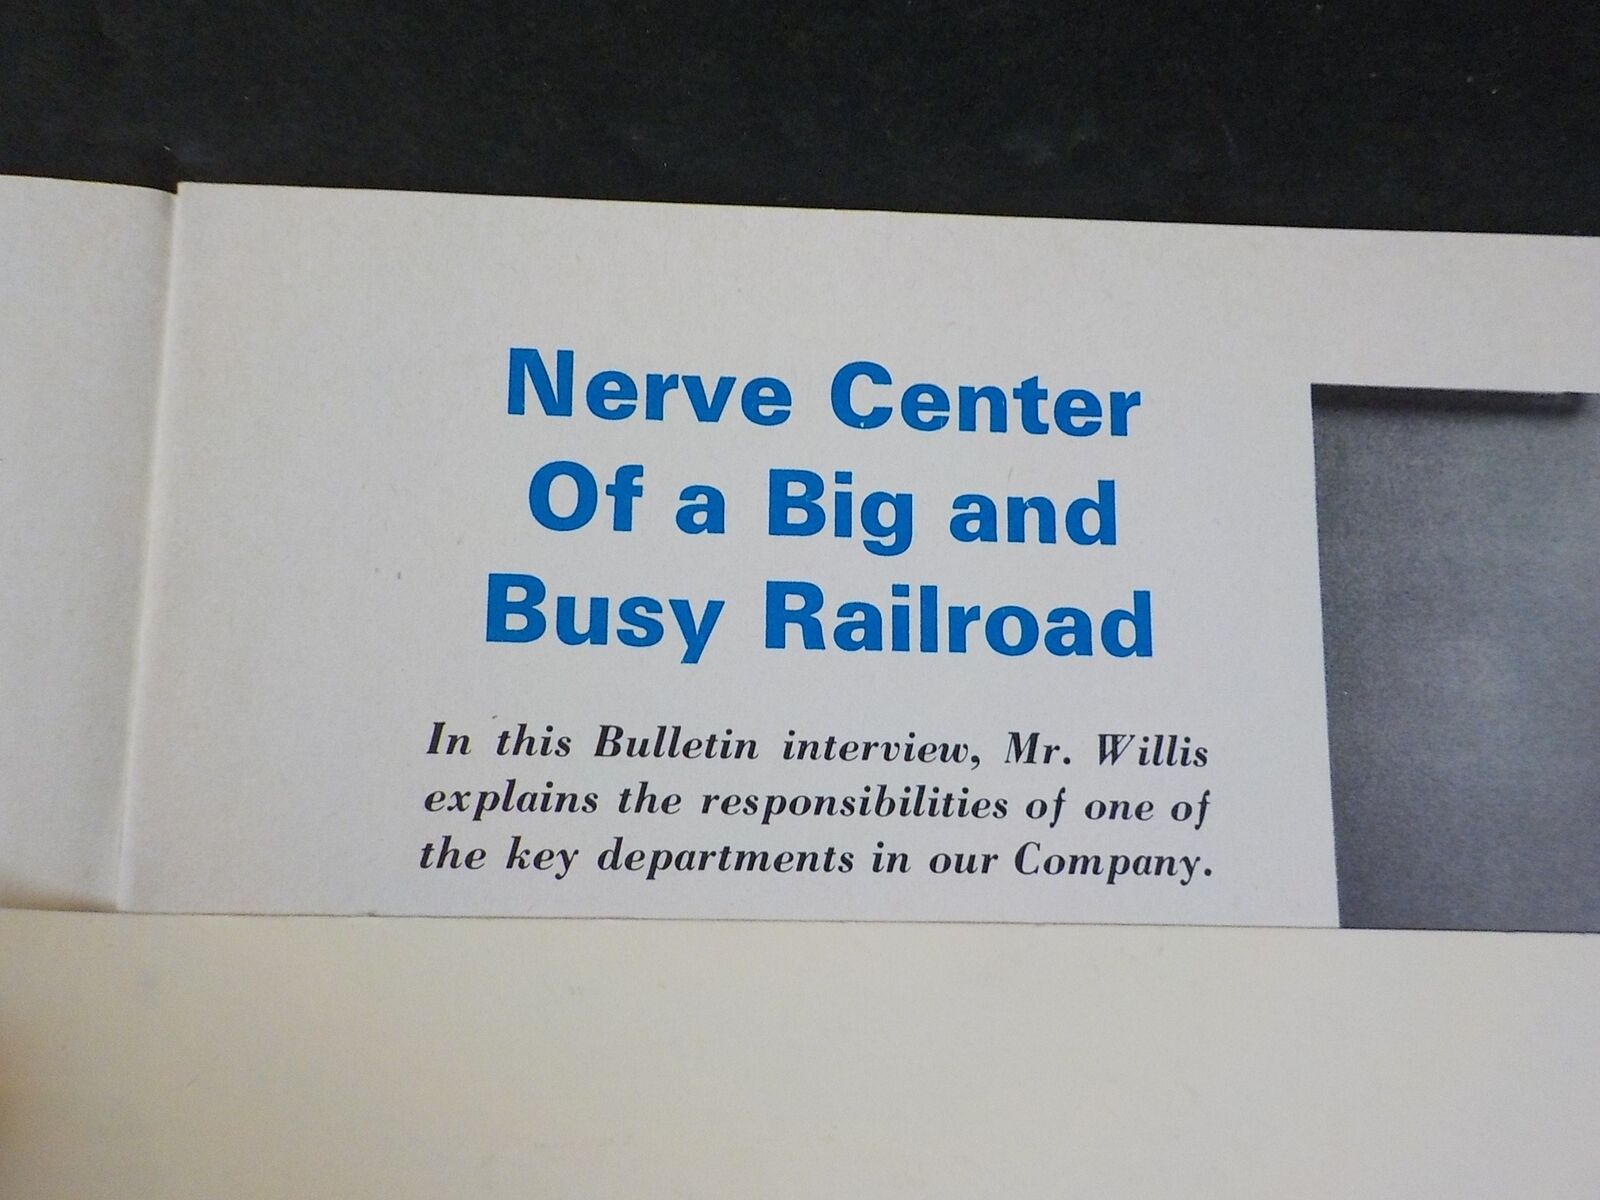 Nerve Center
Of a Big and
Busy Railroad
In this Bulletin interview, Mr. Willis
explains the responsibilities of one of
the key departments in our Company.